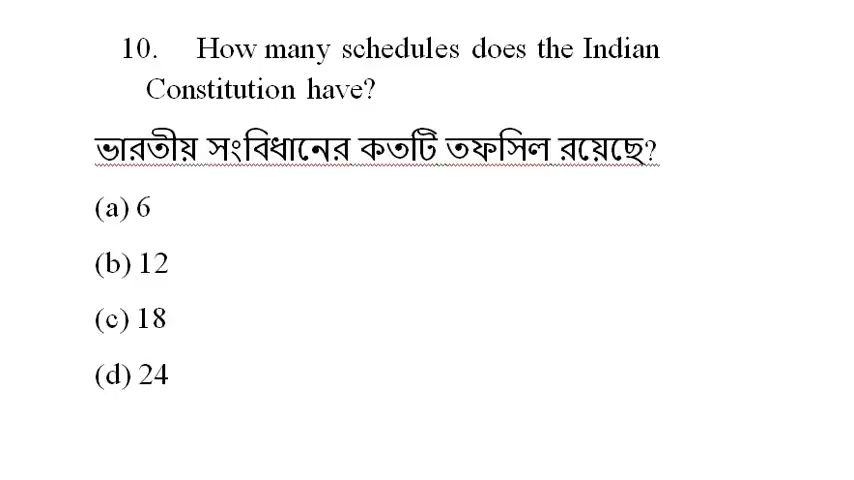 10. How many schedules does the Indian
Constitution have?
ভারতীয় সংবিধানের কতটি তফসিল রয়েছে?
(a) 6
(b) 12
(c) 18
(d) 24